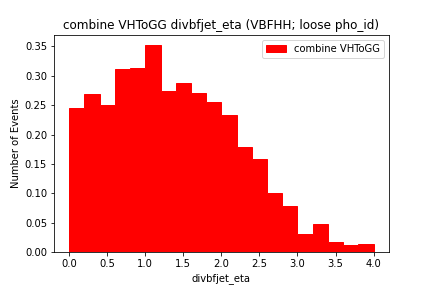 combine VHToGG divbfjet_eta (VBFHH; loose pho_id)
combine VHToGG
0.35
0.30
0.25
0.20
0.15
0.10
0.05
0.00
Number of Events
0.0 0.5 1.0 1.5 2.0 2.5 3.0 3.5 4.0
divbfjet_eta